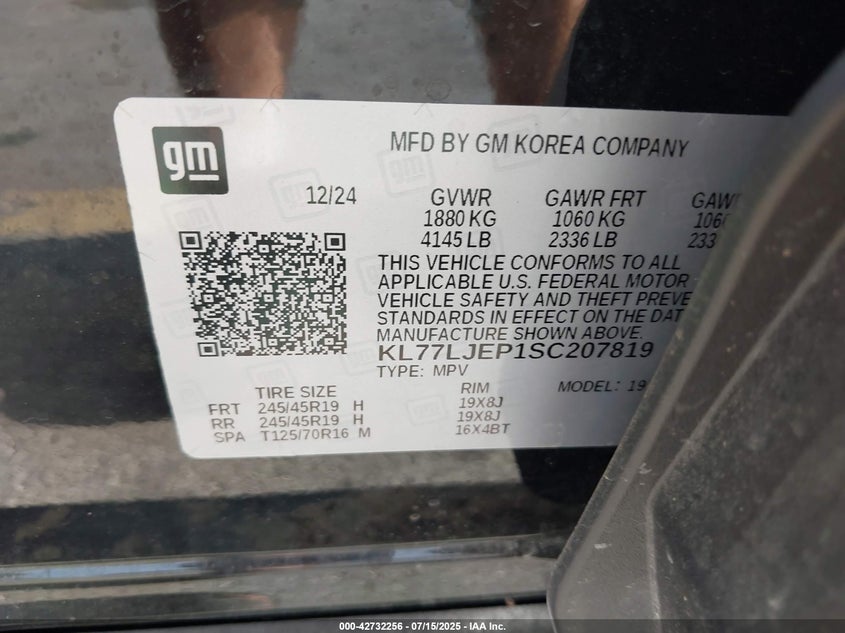 gm
MFD BY GM KOREA COMPANY
12/24
GVWR GAWR FRT
1880 KG 1060 KG
4145 LB 2336 LB
THIS VEHICLE CONFORMS TO ALL
APPLICABLE U.S. FEDERAL MOTOR
VEHICLE SAFETY AND THEFT PREVE
STANDARDS IN EFFECT ON THE DAT
MANUFACTURE SHOWN ABOVE.
KL77LJEP1SC207819
TYPE: MPV MODEL: 19
TIRE SIZE RIM
FRT 245/45R19 H 19X8J
RR 245/45R19 H 19X8J
SPA T125/70R16 M 16X4BT
000-42732256 - 07/15/2025 - IAA Inc.